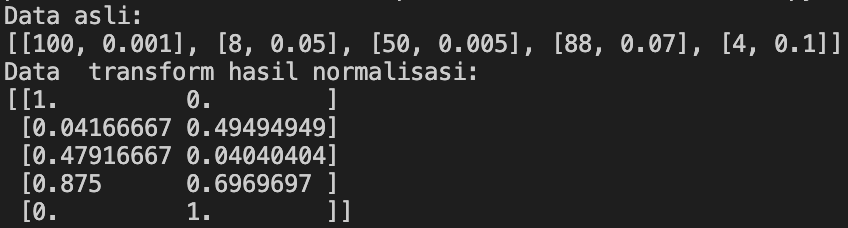 Data asli:
[[100, 0.001], [8, 0.05], [50, 0.005], [88, 0.07], [4, 0.1]]
Data  transform hasil normalisasi:
[[1.         0.        ]
 [0.04166667 0.49494949]
 [0.47916667 0.04040404]
 [0.875      0.6969697 ]
 [0.         1.        ]]